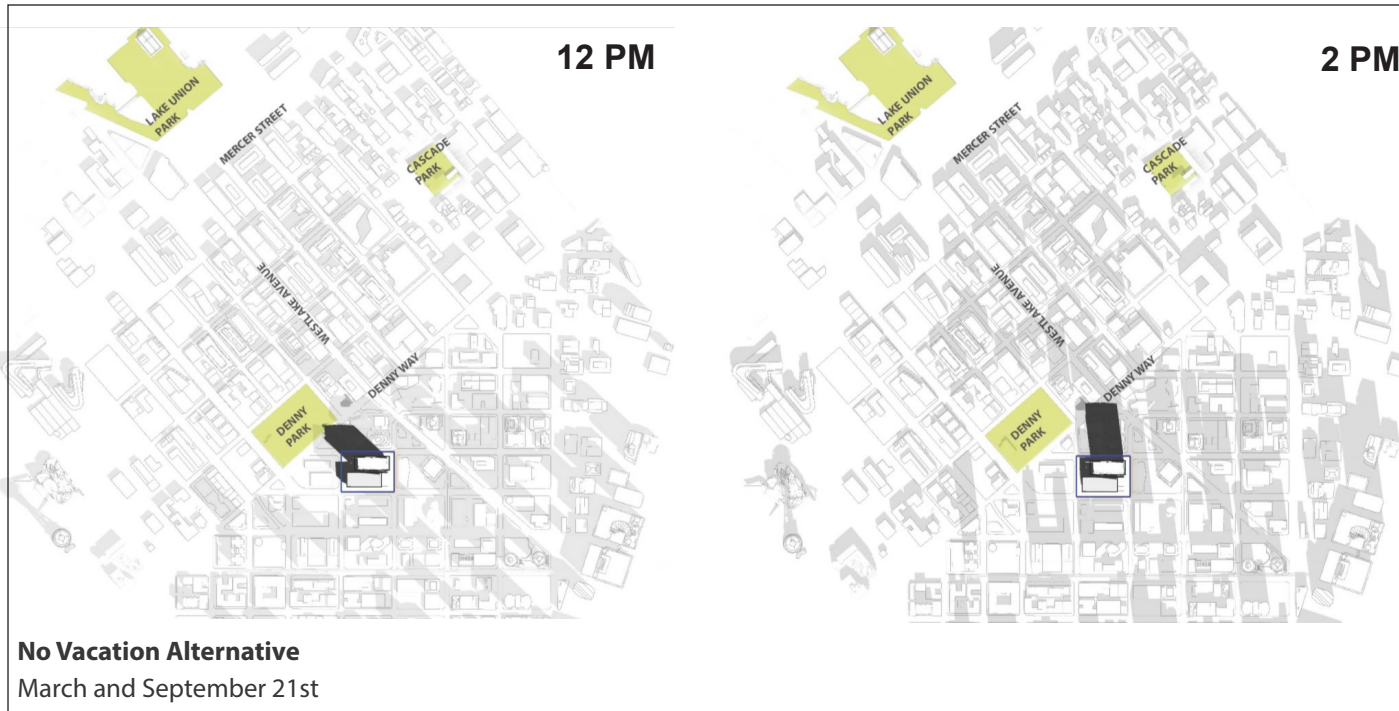 12 PM
LAKE UNION
PARK
MERCER STREET
CASCADE
PARK
WESTLAKE AVENUE
DENNY WAY
DENNY
PARK
2 PM
LAKE UNION
PARK
MERCER STREET
CASCADE
PARK
WESTLAKE AVENUE
DENNY WAY
DENNY
PARK
No Vacation Alternative
March and September 21st